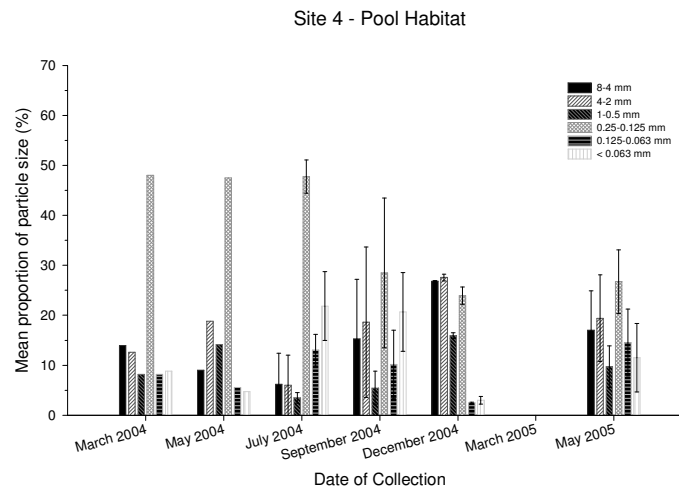 Site 4 - Pool Habitat
70
60
50
40
30
20
10
0
Mean proportion of particle size (%)
8-4 mm
4-2 mm
1-0.5 mm
0.25-0.125 mm
0.125-0.063 mm
< 0.063 mm
March 2004
May 2004
July 2004
September 2004
December 2004
March 2005
May 2005
Date of Collection